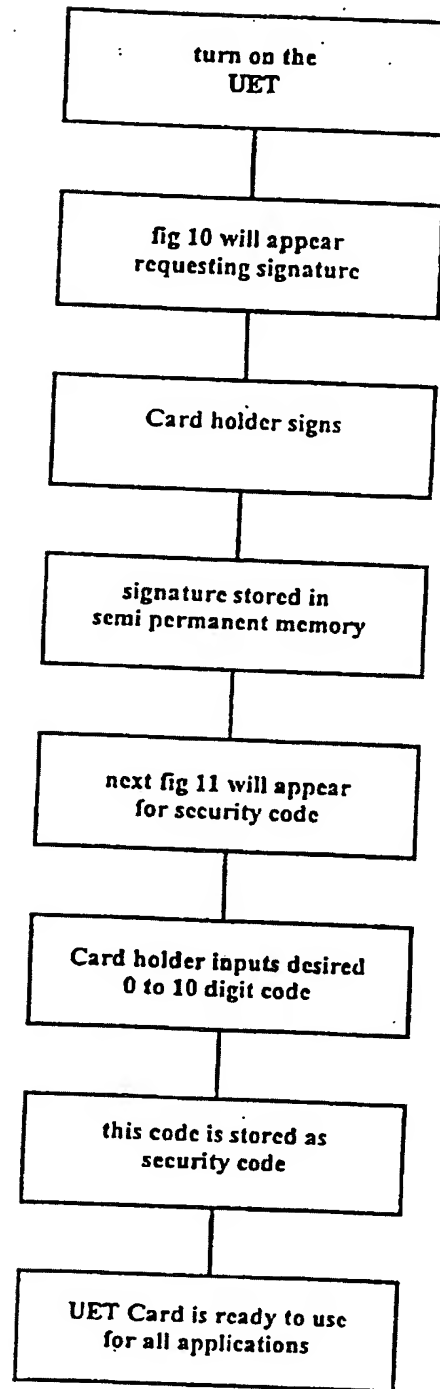 turn on the
UET
fig 10 will appear
requesting signature
Card holder signs
signature stored in
semi permanent memory
next fig 11 will appear
for security code
Card holder inputs desired
0 to 10 digit code
this code is stored as
security code
UET Card is ready to use
for all applications